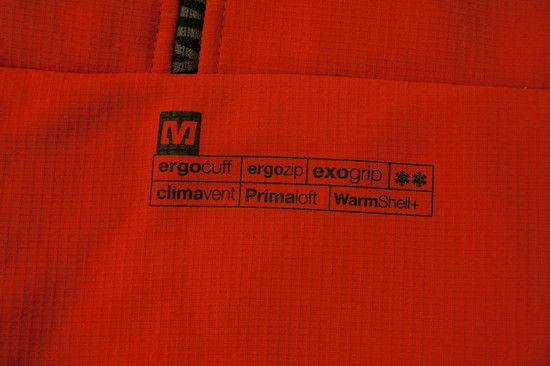 M
ergocuff ergozip exogrip
climavent Primaloft WarmShell+